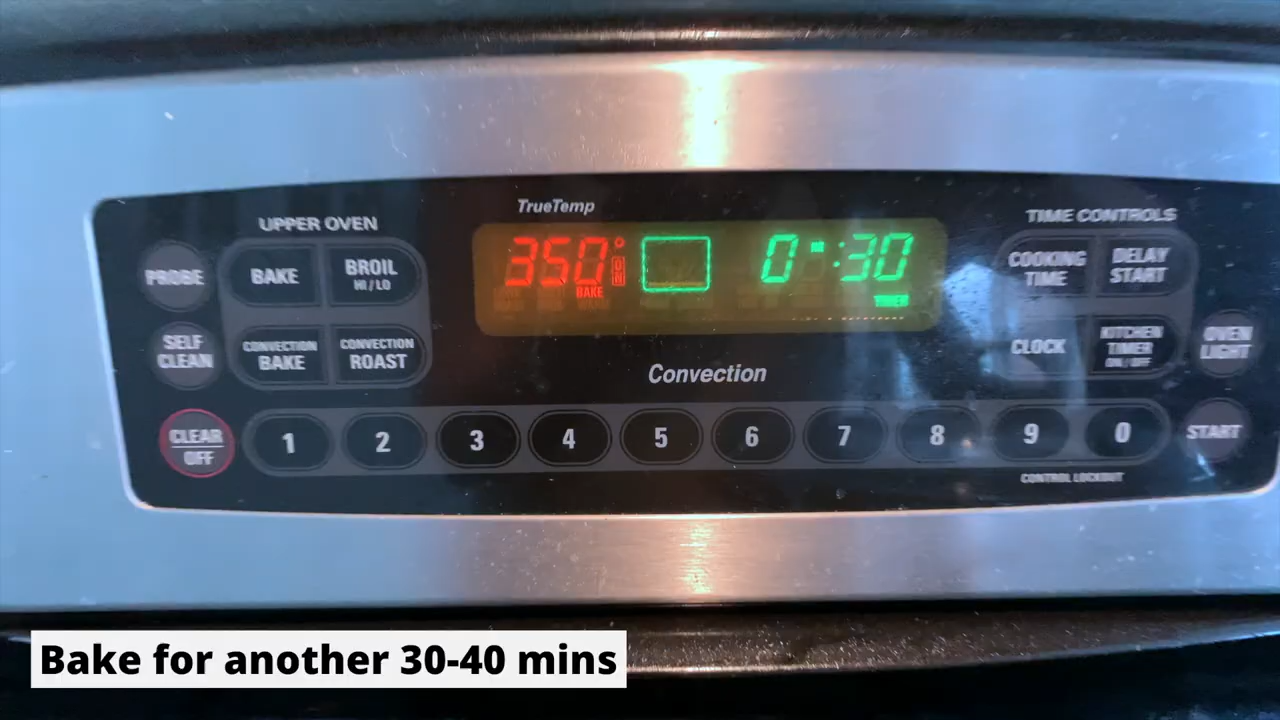 TrueTemp
UPPER OVEN
TIME CONTROLS
PROBE
BAKE
BROIL
HI / LO
350°
ON
BAKE
0 HR :30
TIMER
COOKING
TIME
DELAY
START
SELF
CLEAN
CONVECTION
BAKE
CONVECTION
ROAST
CLOCK
KITCHEN
TIMER
ON / OFF
OVEN
LIGHT
Convection
CLEAR
OFF
1 2 3 4 5 6 7 8 9 0
START
CONTROL LOCKOUT
Bake for another 30-40 mins